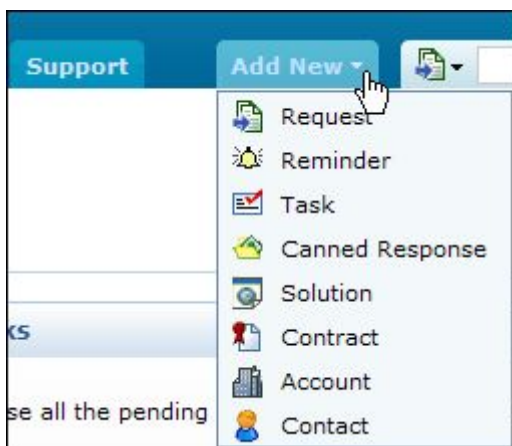 Support
Add New
Request
Reminder
Task
Canned Response
Solution
Contract
Account
Contact
se all the pending